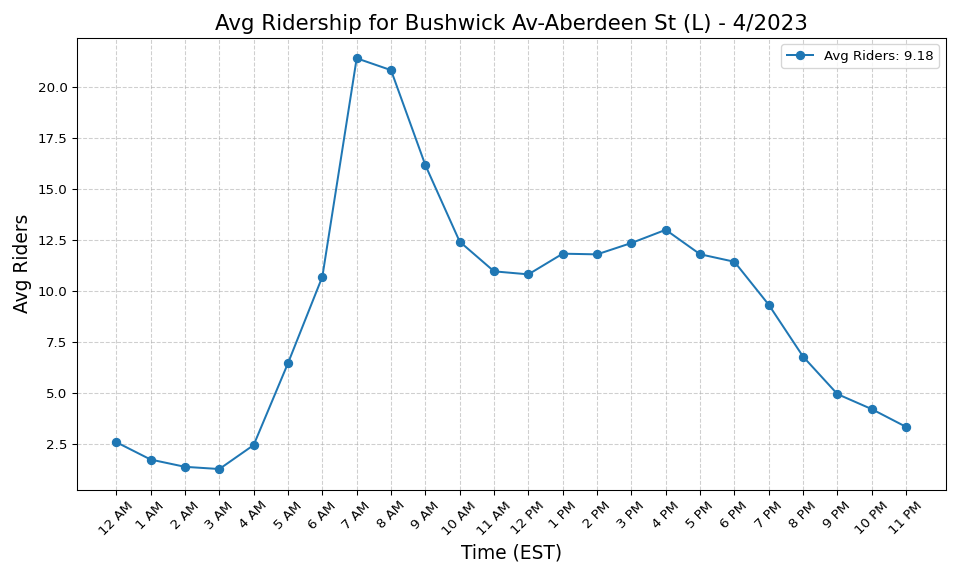 Avg Ridership for Bushwick Av-Aberdeen St (L) - 4/2023
Avg Riders: 9.18
Avg Riders
20.0
17.5
15.0
12.5
10.0
7.5
5.0
2.5
12 AM
1 AM
2 AM
3 AM
4 AM
5 AM
6 AM
7 AM
8 AM
9 AM
10 AM
11 AM
12 PM
1 PM
2 PM
3 PM
4 PM
5 PM
6 PM
7 PM
8 PM
9 PM
10 PM
11 PM
Time (EST)